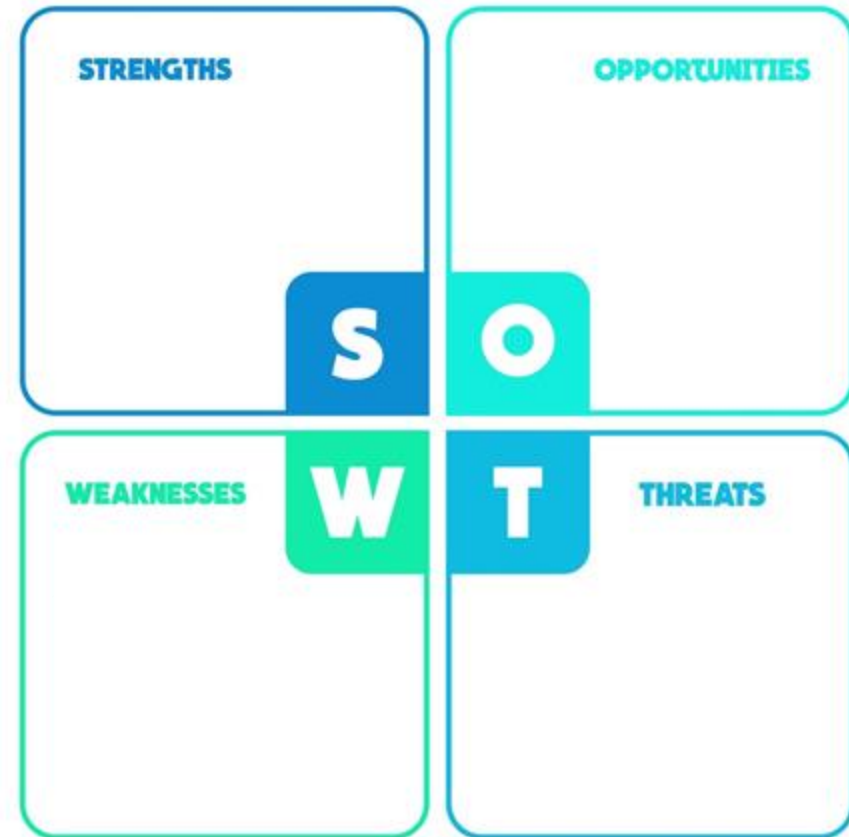 STRENGTHS
OPPORTUNITIES
S
O
W
T
WEAKNESSES
THREATS